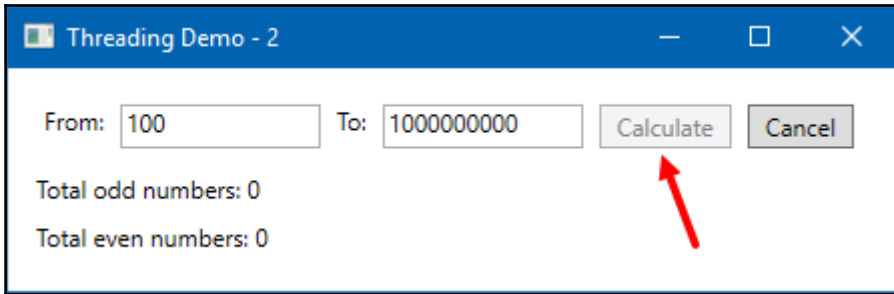 Threading Demo - 2
From: 100 To: 1000000000 Calculate Cancel
Total odd numbers: 0
Total even numbers: 0